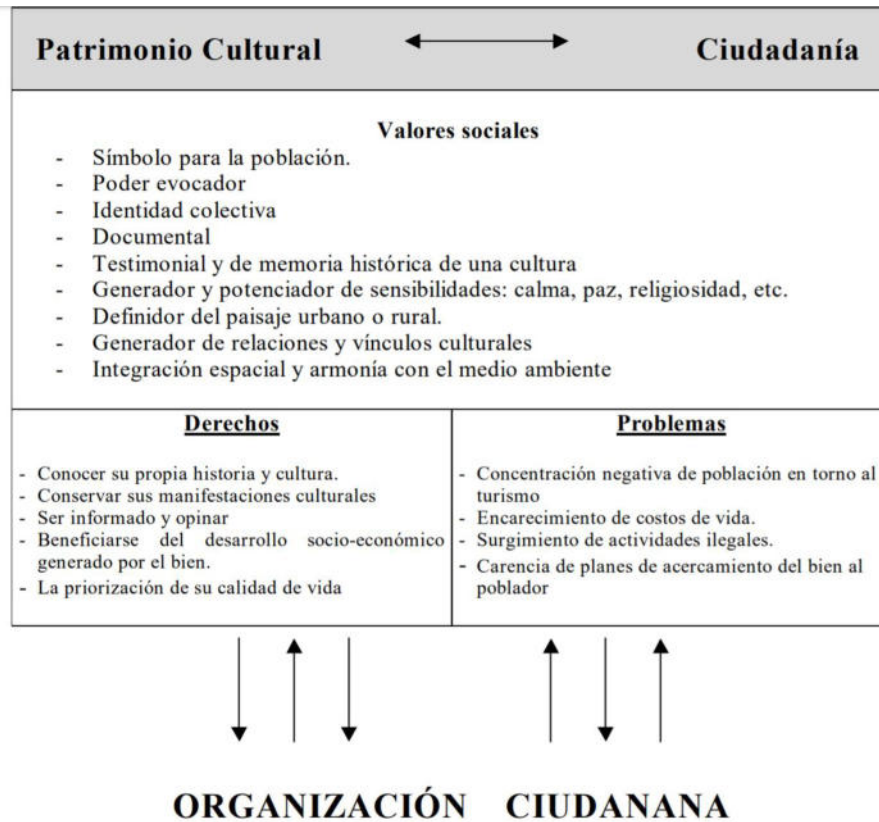 Patrimonio Cultural Ciudadanía
Valores sociales
- Símbolo para la población.
- Poder evocador
- Identidad colectiva
- Documental
- Testimonial y de memoria histórica de una cultura
- Generador y potenciador de sensibilidades: calma, paz, religiosidad, etc.
- Definidor del paisaje urbano o rural.
- Generador de relaciones y vínculos culturales
- Integración espacial y armonía con el medio ambiente
Derechos
- Conocer su propia historia y cultura.
- Conservar sus manifestaciones culturales
- Ser informado y opinar
- Beneficiarse del desarrollo socio-económico
generado por el bien.
- La priorización de su calidad de vida
Problemas
- Concentración negativa de población en torno al
turismo
- Encarecimiento de costos de vida.
- Surgimiento de actividades ilegales.
- Carencia de planes de acercamiento del bien al
poblador
ORGANIZACIÓN CIUDANANA